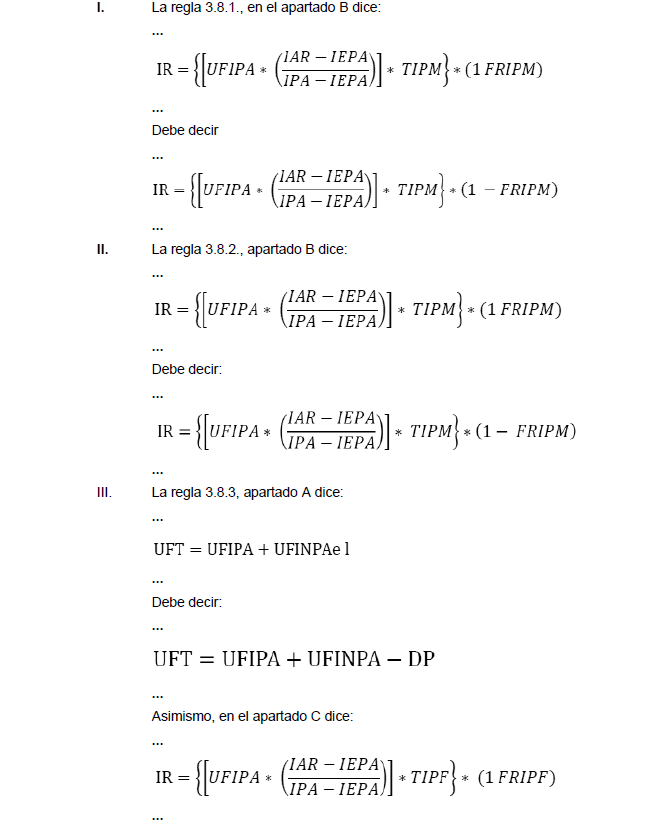 I. La regla 3.8.1., en el apartado B dice:
...
IR = {[UFIPA * (IAR − IEPA / IPA − IEPA)] * TIPM} * (1 FRIPM)
...
Debe decir
...
IR = {[UFIPA * (IAR − IEPA / IPA − IEPA)] * TIPM} * (1 − FRIPM)
...
II. La regla 3.8.2., apartado B dice:
...
IR = {[UFIPA * (IAR − IEPA / IPA − IEPA)] * TIPM} * (1 FRIPM)
...
Debe decir:
...
IR = {[UFIPA * (IAR − IEPA / IPA − IEPA)] * TIPM} * (1 − FRIPM)
...
III. La regla 3.8.3, apartado A dice:
...
UFT = UFIPA + UFINPAe l
...
Debe decir:
...
UFT = UFIPA + UFINPA − DP
...
Asimismo, en el apartado C dice:
...
IR = {[UFIPA * (IAR − IEPA / IPA − IEPA)] * TIPF} * (1 FRIPF)
...